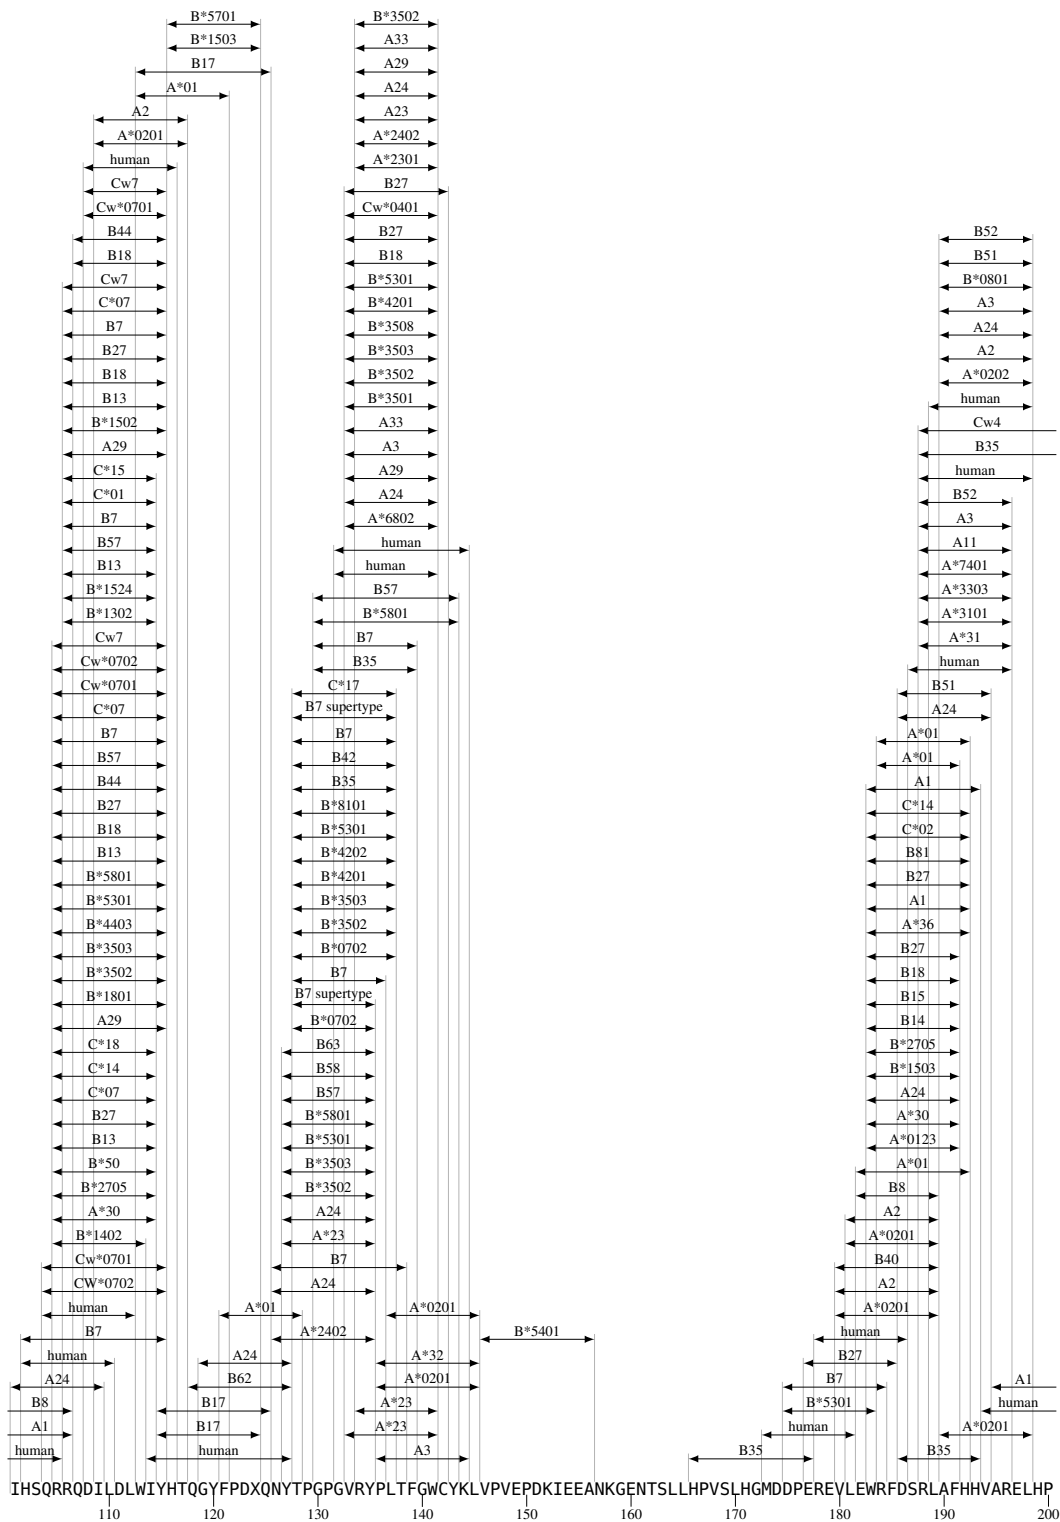 B*5701 B*3502
B*1503 A33
B17 A29
A*01 A24
A2 A23
A*0201 A*2402
human A*2301
Cw7 B27
Cw*0701 Cw*0401
B44 B27 B52
B18 B18 B51
Cw7 B*5301 B*0801
C*07 B*4201 A3
B7 B*3508 A24
B27 B*3503 A2
B18 B*3502 A*0202
B13 B*3501 human
B*1502 A33 Cw4
A29 A3 B35
C*15 A29 human
C*01 A24 B52
B7 A*6802 A3
B57 human A11
B13 human A*7401
B*1524 B57 A*3303
B*1302 B*5801 A*3101
Cw7 B7 A*31
Cw*0702 B35 human
Cw*0701 C*17 B51
C*07 B7 supertype A24
B7 B7 A*01
B57 B42 A*01
B44 B35 A1
B27 B*8101 C*14
B18 B*5301 C*02
B13 B*4202 B81
B*5801 B*4201 B27
B*5301 B*3503 A1
B*4403 B*3502 A*36
B*3503 B*0702 B27
B*3502 B7 B18
B*1801 B7 supertype B15
A29 B*0702 B14
C*18 B63 B*2705
C*14 B58 B*1503
C*07 B57 A24
B27 B*5801 A*30
B13 B*5301 A*0123
B*50 B*3503 A*01
B*2705 B*3502 B8
A*30 A24 A2
B*1402 A*23 A*0201
Cw*0701 B7 B40
CW*0702 A24 A2
human A*01 A*0201 A*0201
B7 A*2402 B*5401 human
human A24 A*32 B27
A24 B62 A*0201 B7 A1
B8 B17 A*23 B*5301 human
A1 B17 A*23 human A*0201
human human A3 B35 B35
IHSQRRQDILDLWIYHTQGYFPDXQNYTPGPGVRYPLTFGWCYKLVPVEPDKIEEANKGENTSLLHPVSLHGMDDPEREVLEWRFDSRLAFHHVARELHP
110 120 130 140 150 160 170 180 190 200